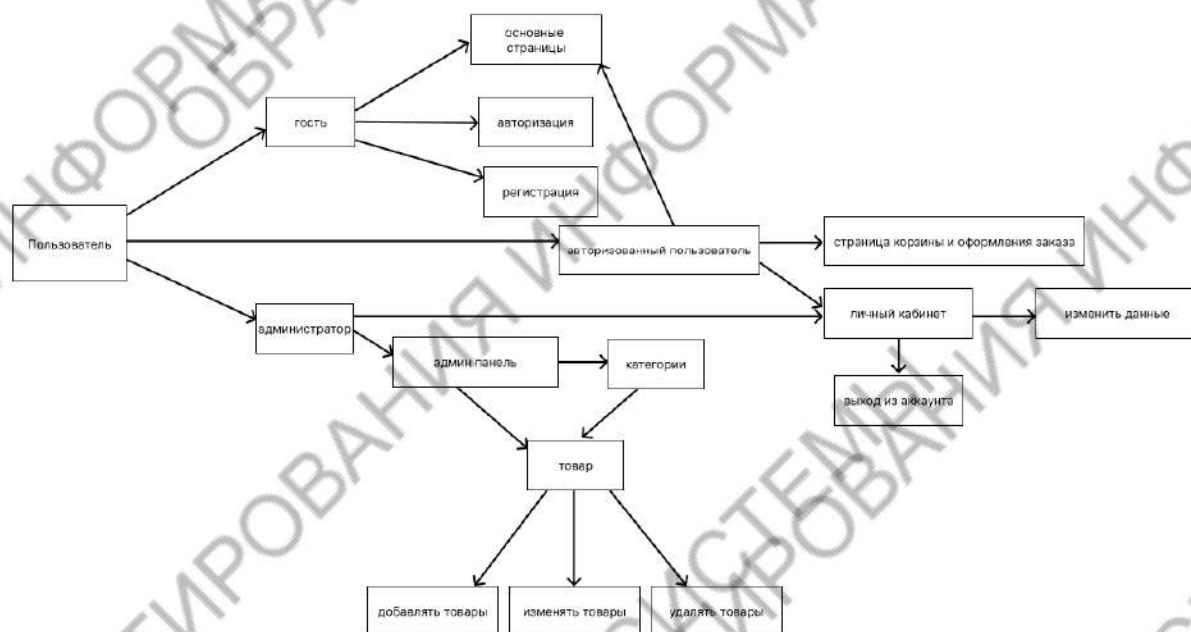 основные
страницы
гость
авторизация
регистрация
Пользователь
авторизованный пользователь
страница корзины и оформления заказа
администратор
личный кабинет
изменить данные
админ панель
категории
выход из аккаунта
товар
добавлять товары
изменять товары
удалять товары